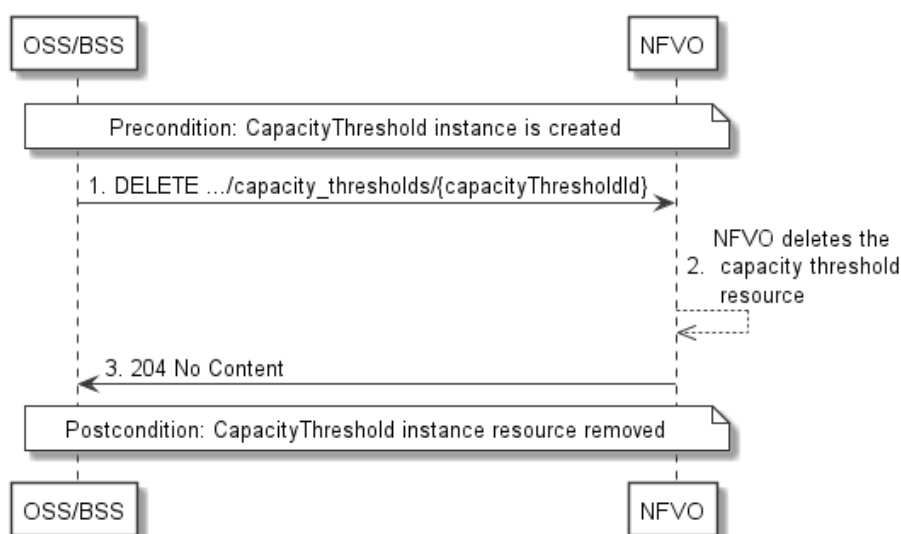 OSS/BSS
NFVO
Precondition: CapacityThreshold instance is created
1. DELETE .../capacity_thresholds/{capacityThresholdId}
NFVO deletes the
2. capacity threshold
resource
3. 204 No Content
Postcondition: CapacityThreshold instance resource removed
OSS/BSS
NFVO